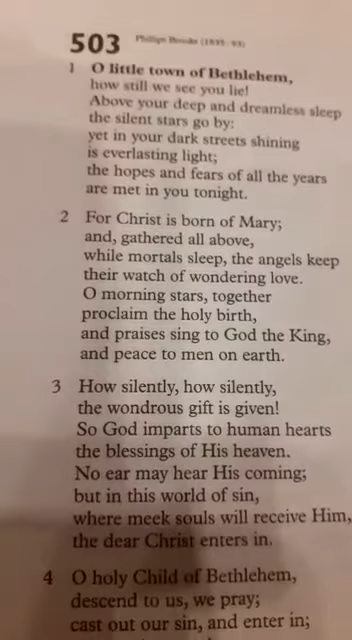 503 Phillips Brooks (1835-93)
1 O little town of Bethlehem,
how still we see you lie!
Above your deep and dreamless sleep
the silent stars go by:
yet in your dark streets shining
is everlasting light;
the hopes and fears of all the years
are met in you tonight.
2 For Christ is born of Mary;
and, gathered all above,
while mortals sleep, the angels keep
their watch of wondering love.
O morning stars, together
proclaim the holy birth,
and praises sing to God the King,
and peace to men on earth.
3 How silently, how silently,
the wondrous gift is given!
So God imparts to human hearts
the blessings of His heaven.
No ear may hear His coming;
but in this world of sin,
where meek souls will receive Him,
the dear Christ enters in.
4 O holy Child of Bethlehem,
descend to us, we pray;
cast out our sin, and enter in;